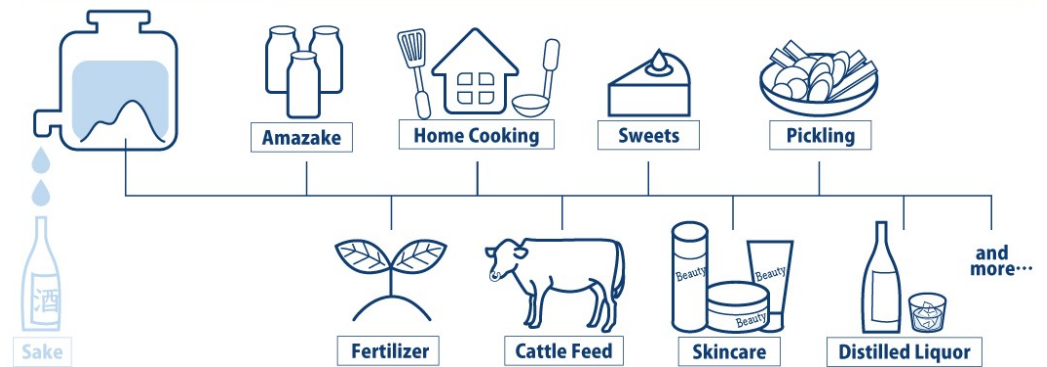 Amazake
Home Cooking
Sweets
Pickling
酒
Sake
Beauty
Beauty
Beauty
and
more…
Fertilizer
Cattle Feed
Skincare
Distilled Liquor